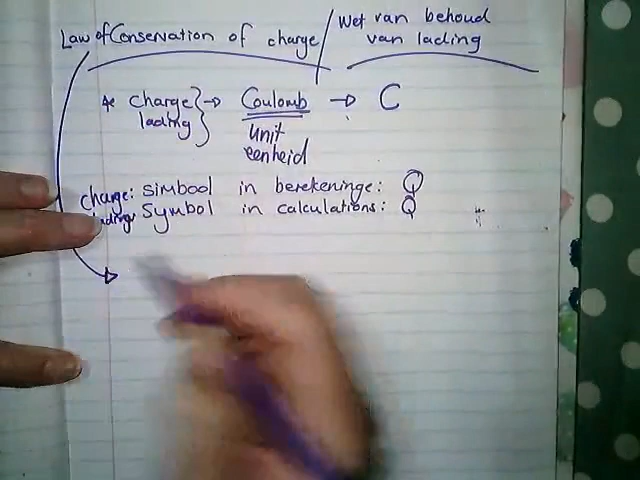 Law of Conservation of charge / Wet van behoud
van lading
* charge } → Coulomb → C
lading
unit
eenheid
charge: simbool in berekeninge: Q
lading: Symbol in calculations: Q